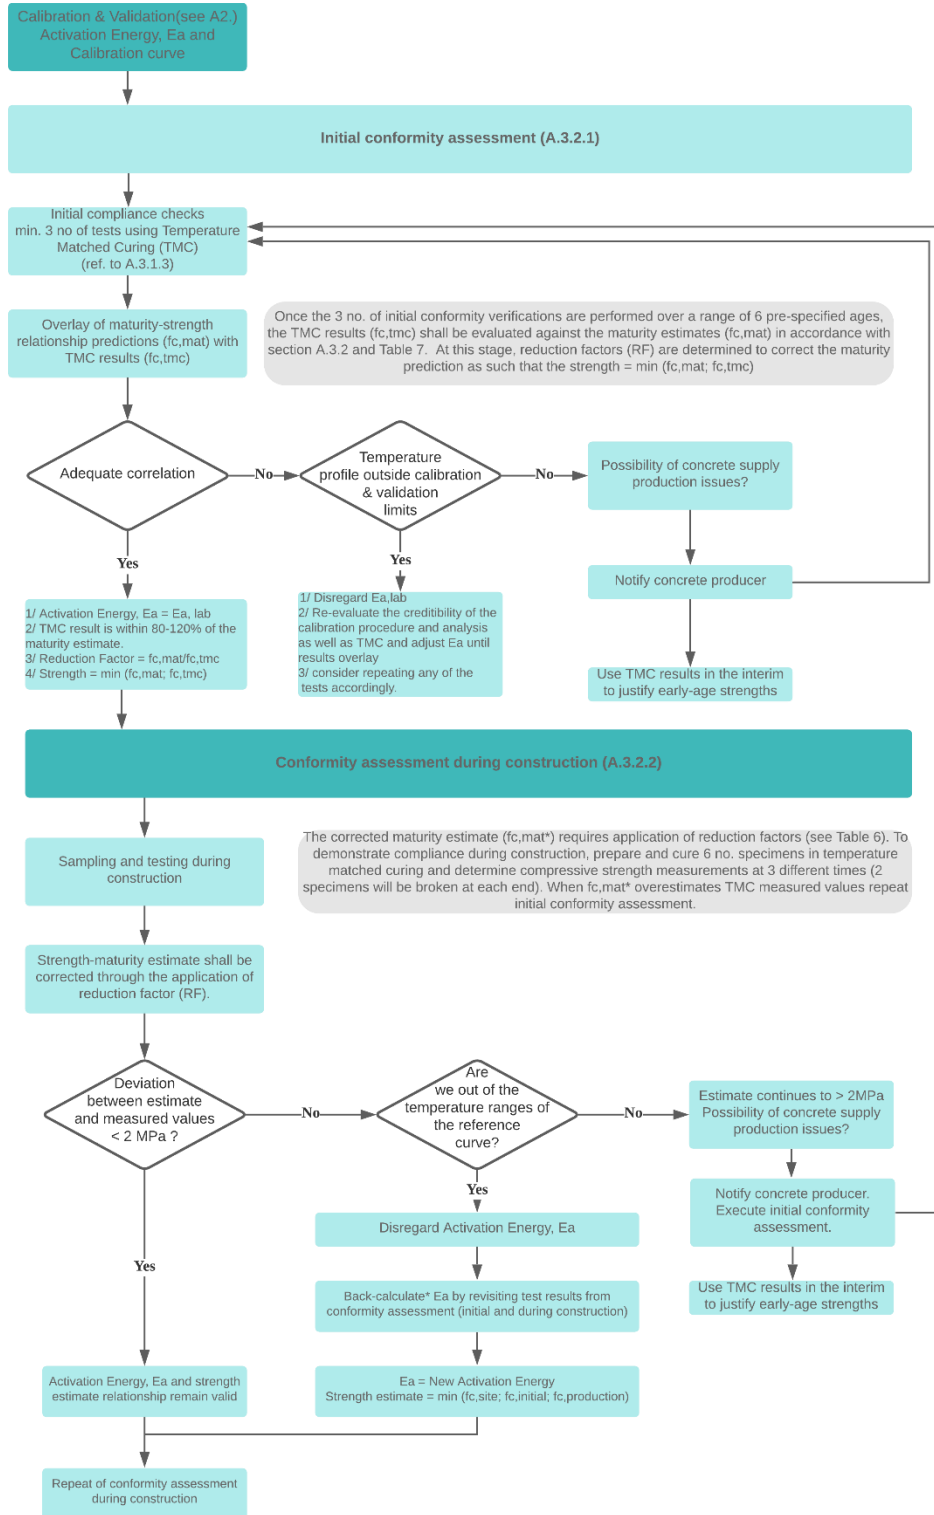 Calibration & Validation(see A2.)
Activation Energy, Ea and
Calibration curve
Initial conformity assessment (A.3.2.1)
Initial compliance checks
min. 3 no of tests using Temperature
Matched Curing (TMC)
(ref. to A.3.1.3)
Overlay of maturity-strength
relationship predictions (fc,mat) with
TMC results (fc,tmc)
Once the 3 no. of initial conformity verifications are performed over a range of 6 pre-specified ages,
the TMC results (fc,tmc) shall be evaluated against the maturity estimates (fc,mat) in accordance with
section A.3.2 and Table 7. At this stage, reduction factors (RF) are determined to correct the maturity
prediction as such that the strength = min (fc,mat; fc,tmc)
Adequate correlation
No
Temperature
profile outside calibration
& validation
limits
No
Possibility of concrete supply
production issues?
Yes
Yes
Notify concrete producer
1/ Activation Energy, Ea = Ea, lab
2/ TMC result is within 80-120% of the
maturity estimate.
3/ Reduction Factor = fc,mat/fc,tmc
4/ Strength = min (fc,mat; fc,tmc)
1/ Disregard Ea,lab
2/ Re-evaluate the creditibility of the
calibration procedure and analysis
as well as TMC and adjust Ea until
results overlay
3/ consider repeating any of the
tests accordingly.
Use TMC results in the interim
to justify early-age strengths
Conformity assessment during construction (A.3.2.2)
Sampling and testing during
construction
The corrected maturity estimate (fc,mat*) requires application of reduction factors (see Table 6). To
demonstrate compliance during construction, prepare and cure 6 no. specimens in temperature
matched curing and determine compressive strength measurements at 3 different times (2
specimens will be broken at each end). When fc,mat* overestimates TMC measured values repeat
initial conformity assessment.
Strength-maturity estimate shall be
corrected through the application of
reduction factor (RF).
Deviation
between estimate
and measured values
< 2 MPa ?
No
Are
we out of the
temperature ranges of
the reference
curve?
No
Estimate continues to > 2MPa
Possibility of concrete supply
production issues?
Yes
Yes
Notify concrete producer.
Execute initial conformity
assessment.
Disregard Activation Energy, Ea
Use TMC results in the interim
to justify early-age strengths
Back-calculate* Ea by revisiting test results from
conformity assessment (initial and during construction)
Activation Energy, Ea and strength
estimate relationship remain valid
Ea = New Activation Energy
Strength estimate = min (fc,site; fc,initial; fc,production)
Repeat of conformity assessment
during construction